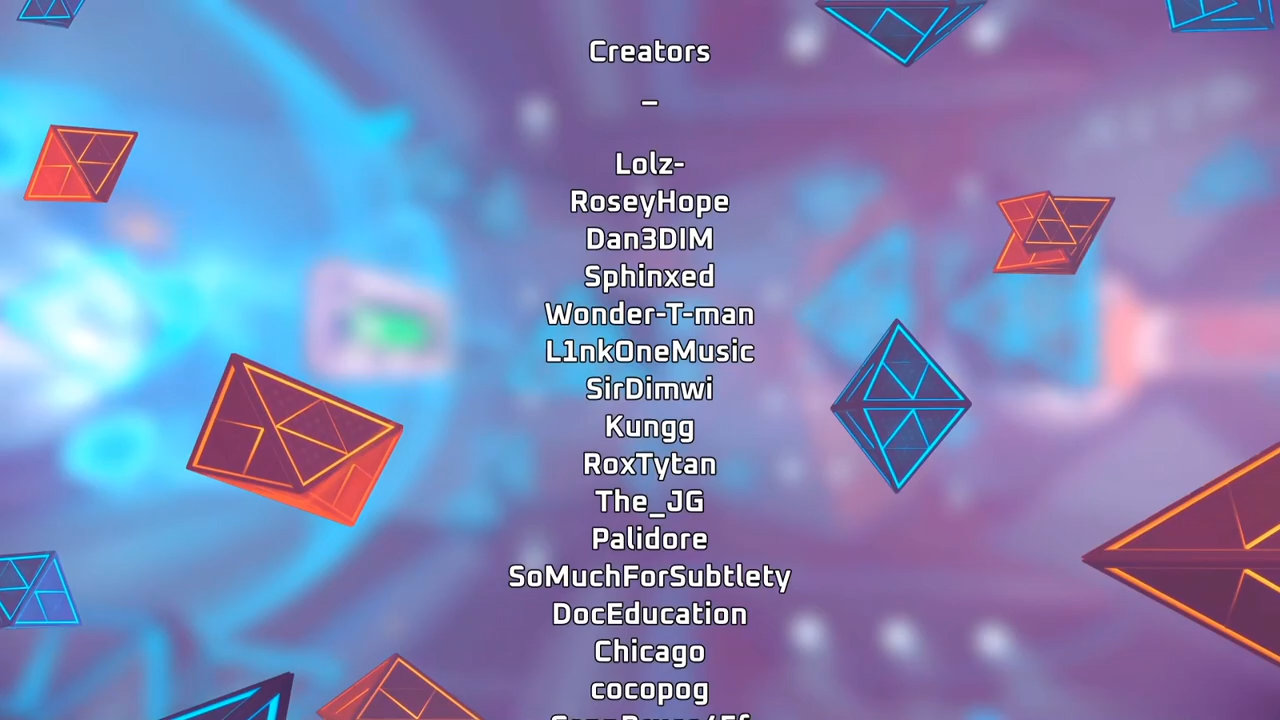 Creators
–
Lolz-
RoseyHope
Dan3DIM
Sphinxed
Wonder-T-man
L1nkOneMusic
SirDimwi
Kungg
RoxTytan
The_JG
Palidore
SoMuchForSubtlety
DocEducation
Chicago
cocopog